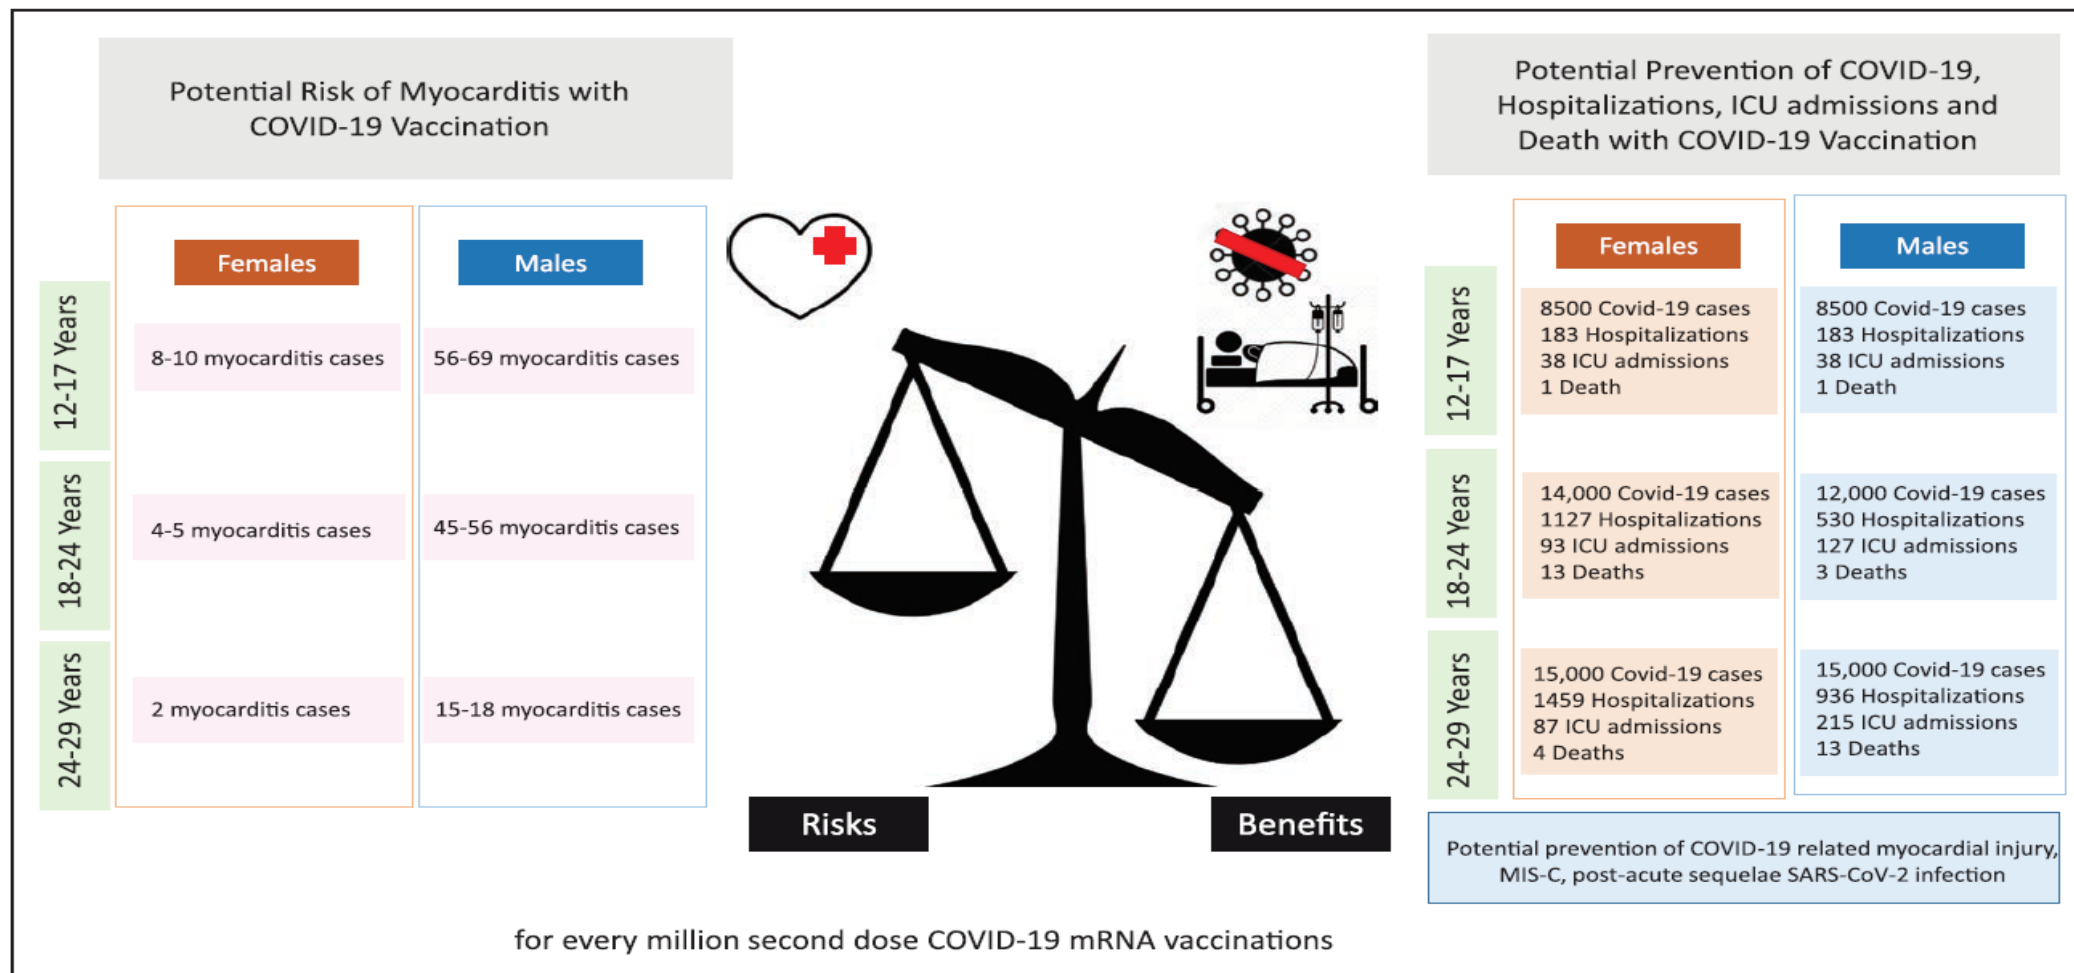 Potential Risk of Myocarditis with
COVID-19 Vaccination
Females
Males
12-17 Years
8-10 myocarditis cases
56-69 myocarditis cases
18-24 Years
4-5 myocarditis cases
45-56 myocarditis cases
24-29 Years
2 myocarditis cases
15-18 myocarditis cases
Risks
Benefits
Potential Prevention of COVID-19,
Hospitalizations, ICU admissions and
Death with COVID-19 Vaccination
Females
Males
12-17 Years
8500 Covid-19 cases
183 Hospitalizations
38 ICU admissions
1 Death
8500 Covid-19 cases
183 Hospitalizations
38 ICU admissions
1 Death
18-24 Years
14,000 Covid-19 cases
1127 Hospitalizations
93 ICU admissions
13 Deaths
12,000 Covid-19 cases
530 Hospitalizations
127 ICU admissions
3 Deaths
24-29 Years
15,000 Covid-19 cases
1459 Hospitalizations
87 ICU admissions
4 Deaths
15,000 Covid-19 cases
936 Hospitalizations
215 ICU admissions
13 Deaths
Potential prevention of COVID-19 related myocardial injury,
MIS-C, post-acute sequelae SARS-CoV-2 infection
for every million second dose COVID-19 mRNA vaccinations